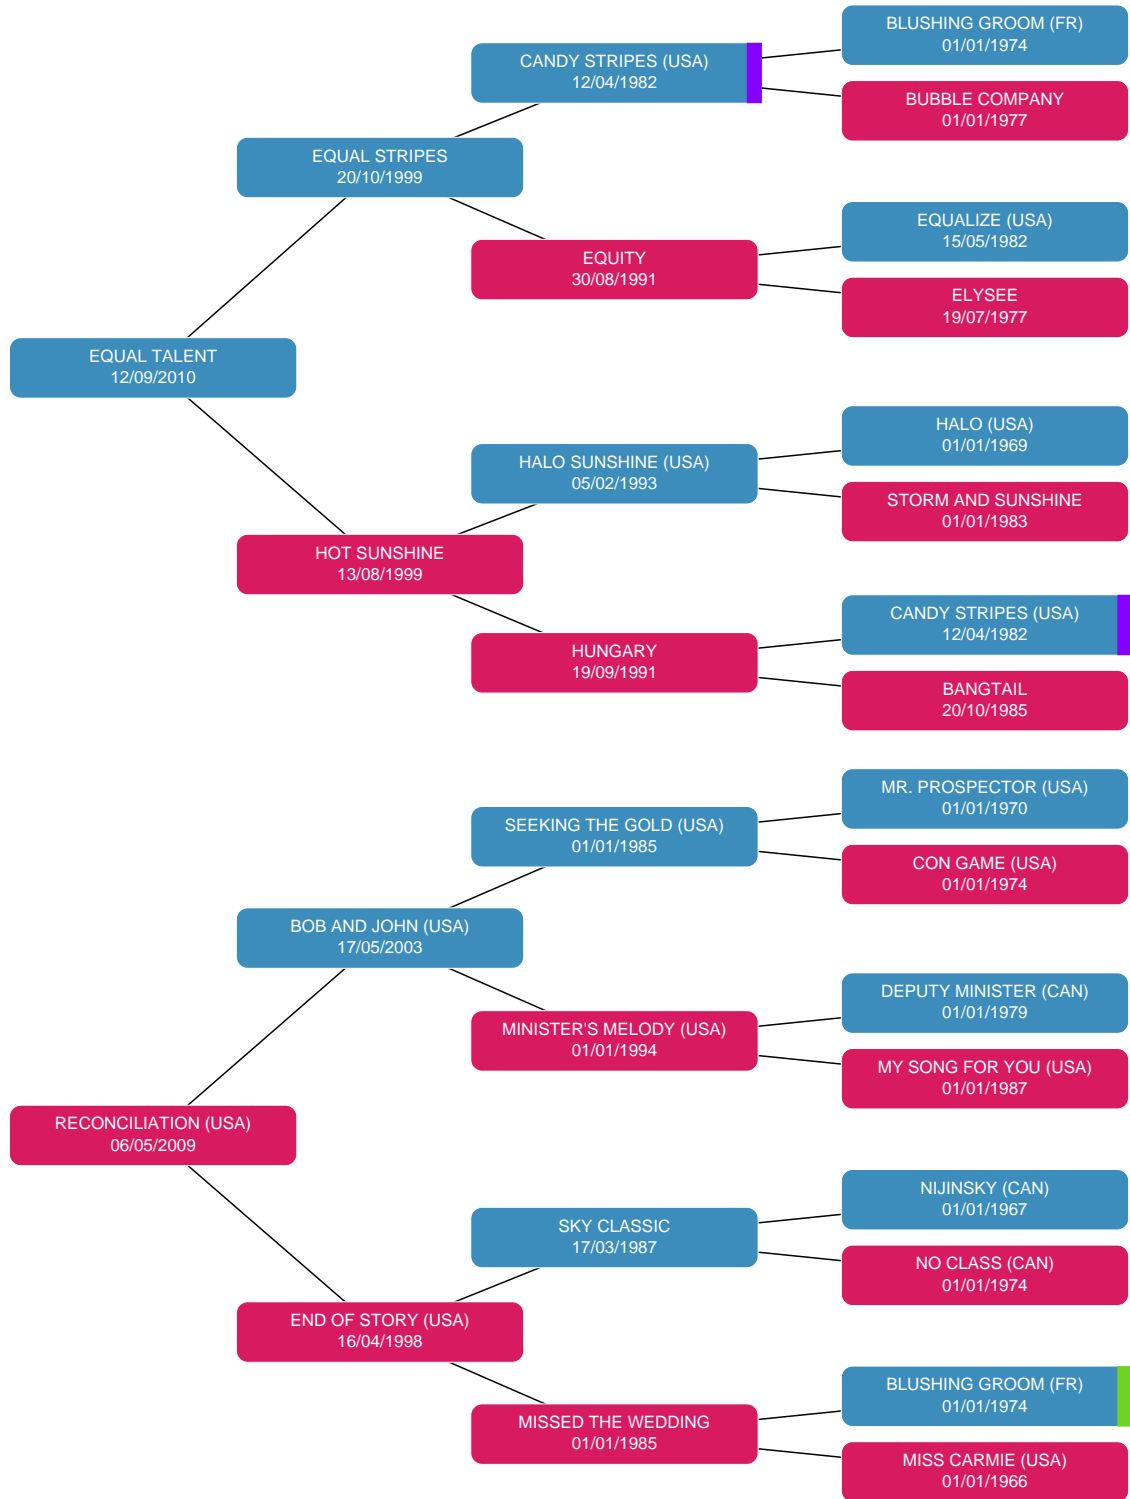 BLUSHING GROOM (FR)
01/01/1974
CANDY STRIPES (USA)
12/04/1982
BUBBLE COMPANY
01/01/1977
EQUAL STRIPES
20/10/1999
EQUALIZE (USA)
15/05/1982
EQUITY
30/08/1991
ELYSEE
19/07/1977
EQUAL TALENT
12/09/2010
HALO (USA)
01/01/1969
HALO SUNSHINE (USA)
05/02/1993
STORM AND SUNSHINE
01/01/1983
HOT SUNSHINE
13/08/1999
CANDY STRIPES (USA)
12/04/1982
HUNGARY
19/09/1991
BANGTAIL
20/10/1985
MR. PROSPECTOR (USA)
01/01/1970
SEEKING THE GOLD (USA)
01/01/1985
CON GAME (USA)
01/01/1974
BOB AND JOHN (USA)
17/05/2003
DEPUTY MINISTER (CAN)
01/01/1979
MINISTER'S MELODY (USA)
01/01/1994
MY SONG FOR YOU (USA)
01/01/1987
RECONCILIATION (USA)
06/05/2009
NIJINSKY (CAN)
01/01/1967
SKY CLASSIC
17/03/1987
NO CLASS (CAN)
01/01/1974
END OF STORY (USA)
16/04/1998
BLUSHING GROOM (FR)
01/01/1974
MISSED THE WEDDING
01/01/1985
MISS CARMIE (USA)
01/01/1966